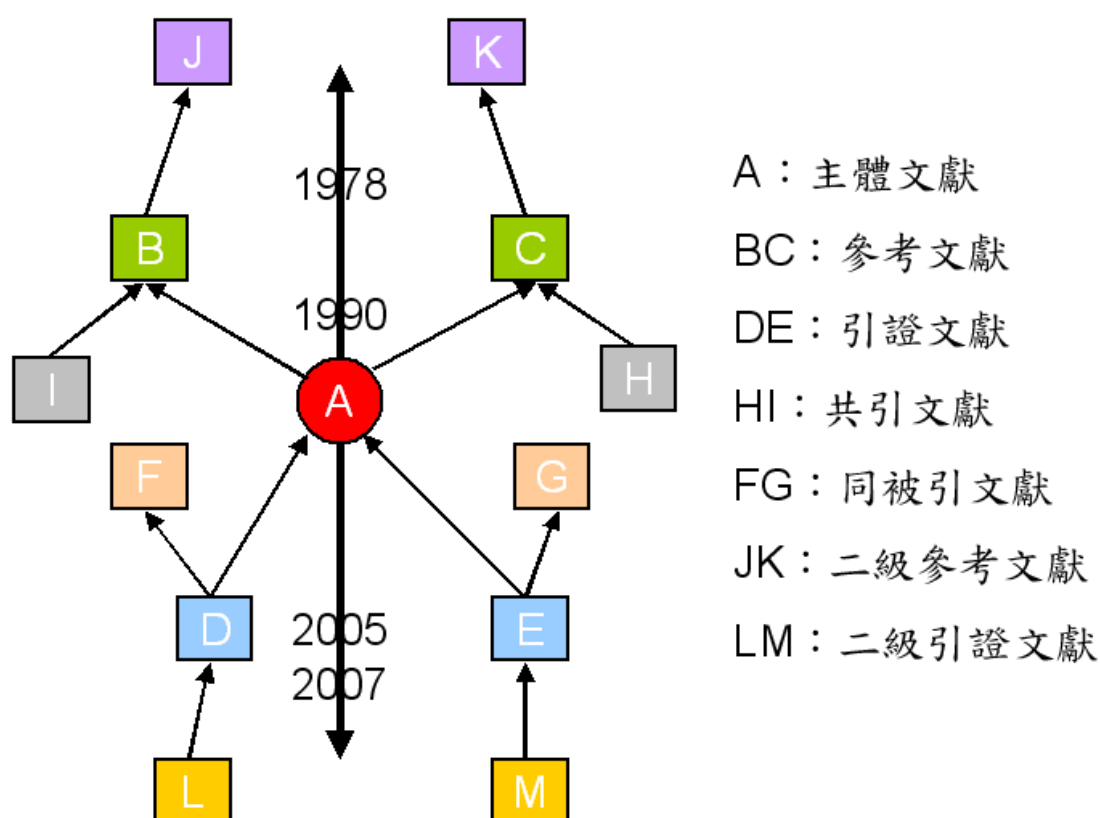 J
K
1978
B
C
1990
I
A
H
F
G
D
2005
E
2007
L
M
A：主體文獻
BC：參考文獻
DE：引證文獻
HI：共引文獻
FG：同被引文獻
JK：二級參考文獻
LM：二級引證文獻